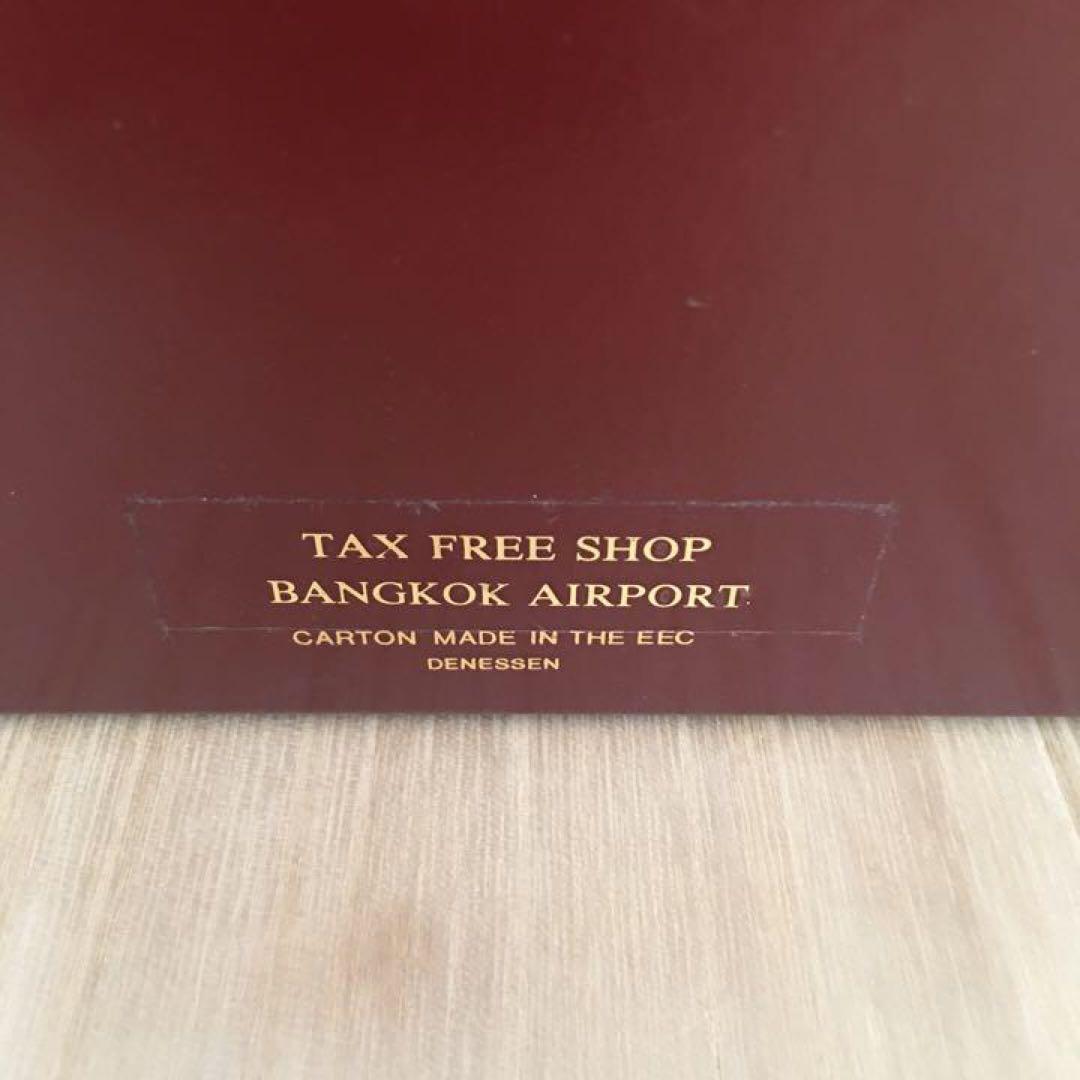 TAX FREE SHOP
BANGKOK AIRPORT
CARTON MADE IN THE EEC
DENESSEN